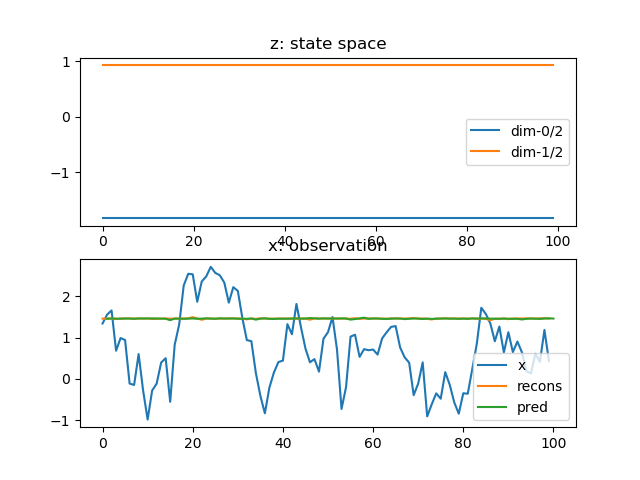 z: state space
1
0
−1
dim-0/2
dim-1/2
0 20 40 60 80 100
x: observation
2
1
0
−1
x
recons
pred
0 20 40 60 80 100